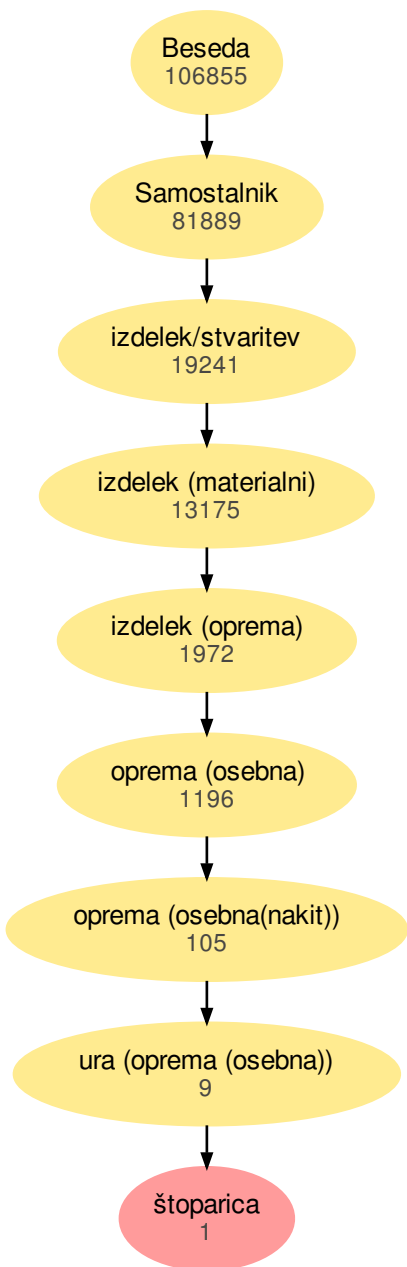 Beseda
106855
Samostalnik
81889
izdelek/stvaritev
19241
izdelek (materialni)
13175
izdelek (oprema)
1972
oprema (osebna)
1196
oprema (osebna(nakit))
105
ura (oprema (osebna))
9
štoparica
1